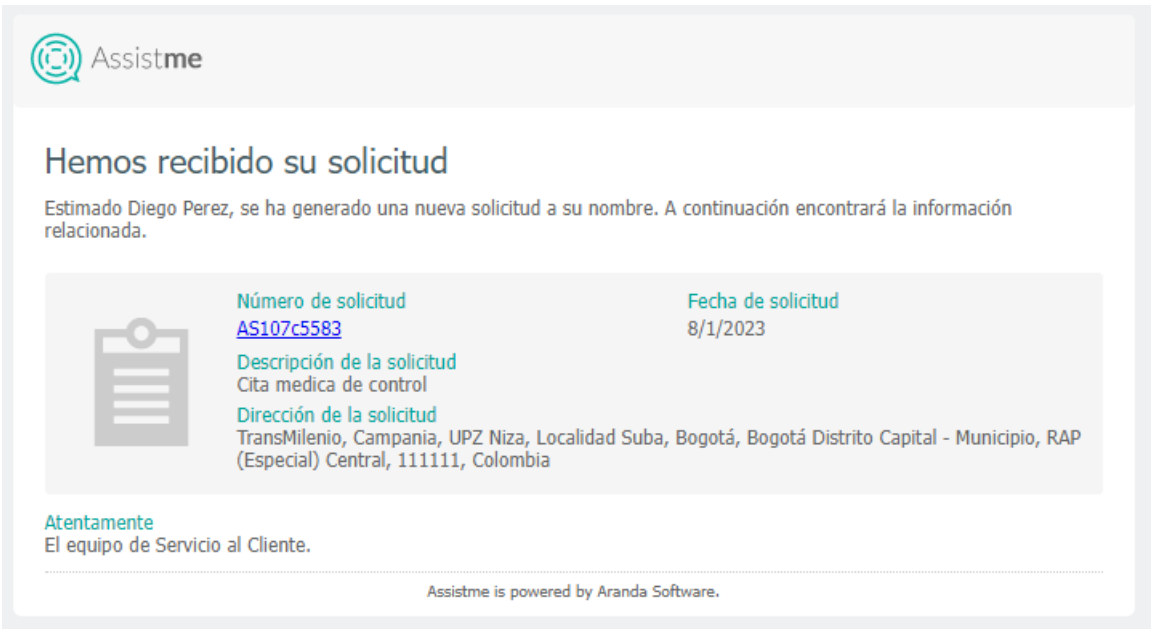 Assistme
Hemos recibido su solicitud
Estimado Diego Perez, se ha generado una nueva solicitud a su nombre. A continuación encontrará la información
relacionada.
Número de solicitud
AS107c5583
Fecha de solicitud
8/1/2023
Descripción de la solicitud
Cita medica de control
Dirección de la solicitud
TransMilenio, Campania, UPZ Niza, Localidad Suba, Bogotá, Bogotá Distrito Capital - Municipio, RAP
(Especial) Central, 111111, Colombia
Atentamente
El equipo de Servicio al Cliente.
Assistme is powered by Aranda Software.